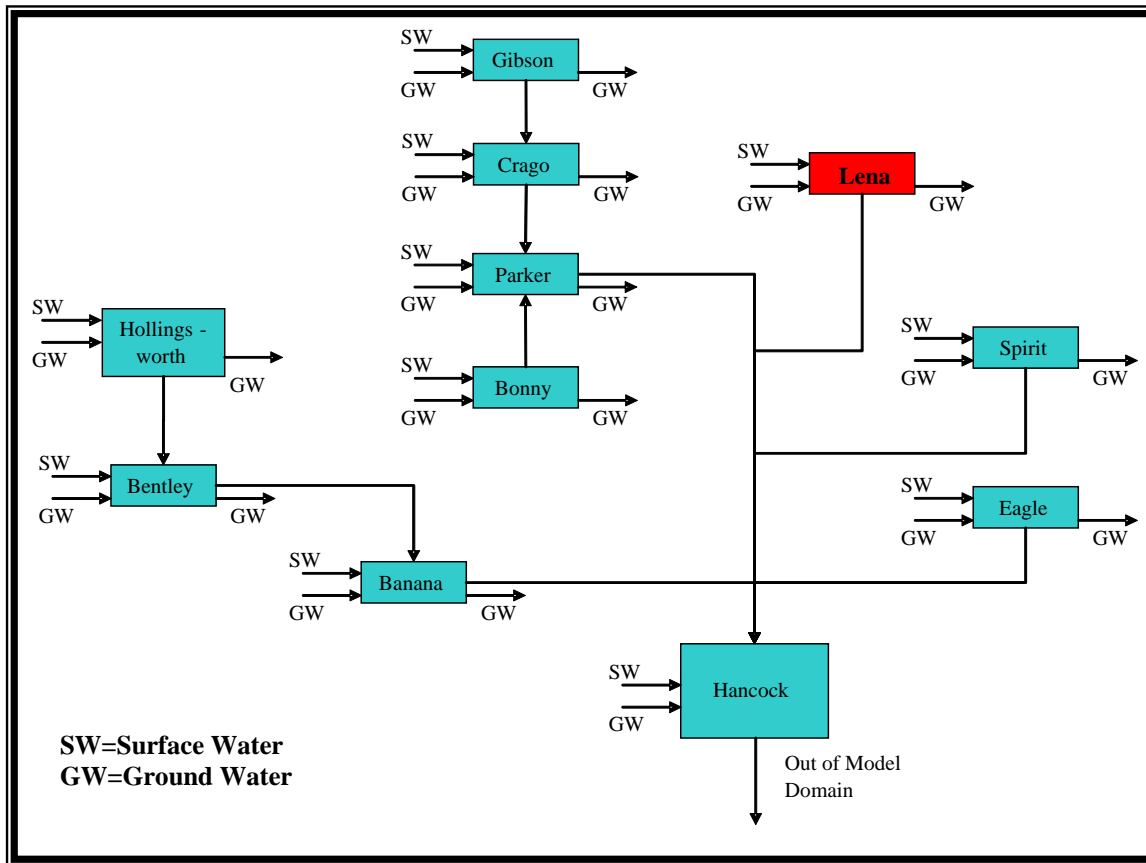 SW
Gibson
GW
GW
SW
Crago
GW
GW
SW
Lena
GW
GW
SW
Parker
GW
GW
SW
Hollings -
worth
GW
GW
SW
Spirit
GW
GW
SW
Bonny
GW
GW
SW
Bentley
GW
GW
SW
Eagle
GW
GW
SW
Banana
GW
GW
SW
Hancock
GW
SW=Surface Water
GW=Ground Water
Out of Model
Domain